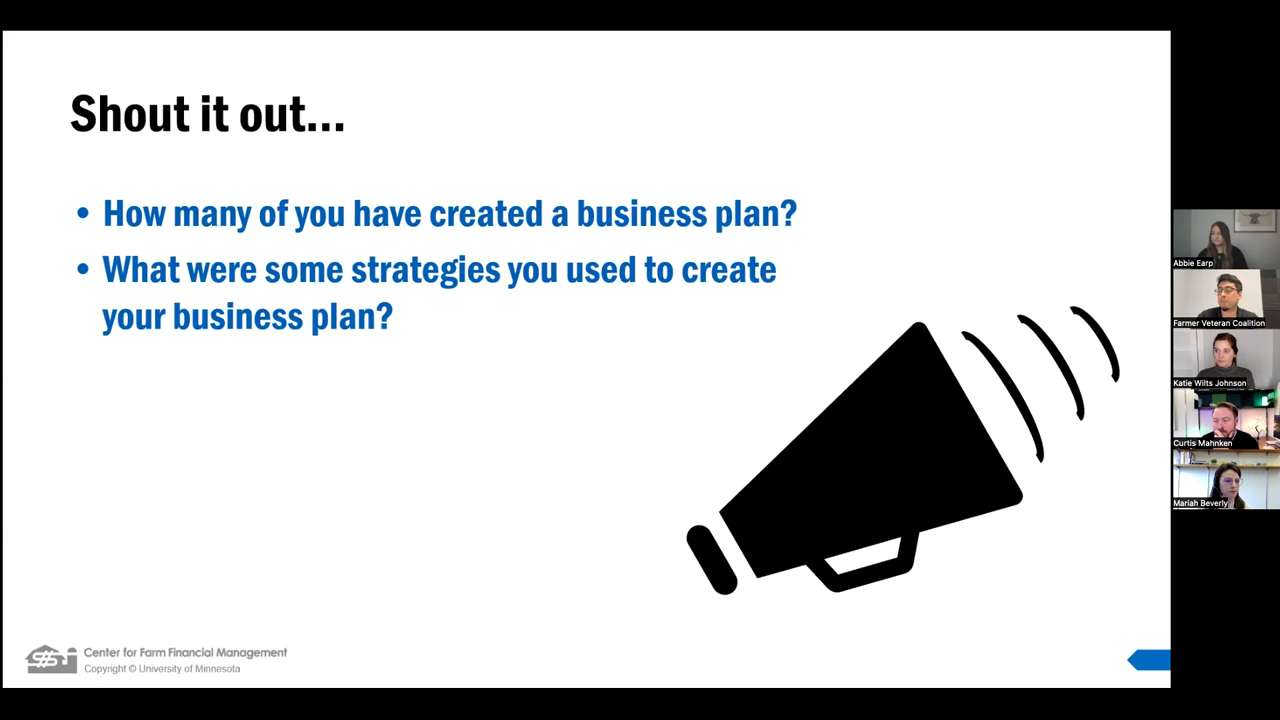 Shout it out...
• How many of you have created a business plan?
• What were some strategies you used to create
your business plan?
Center for Farm Financial Management
Copyright © University of Minnesota
Abbie Earp
Farmer Veteran Coalition
Katie Wilts Johnson
Curtis Mahnken
Mariah Beverly